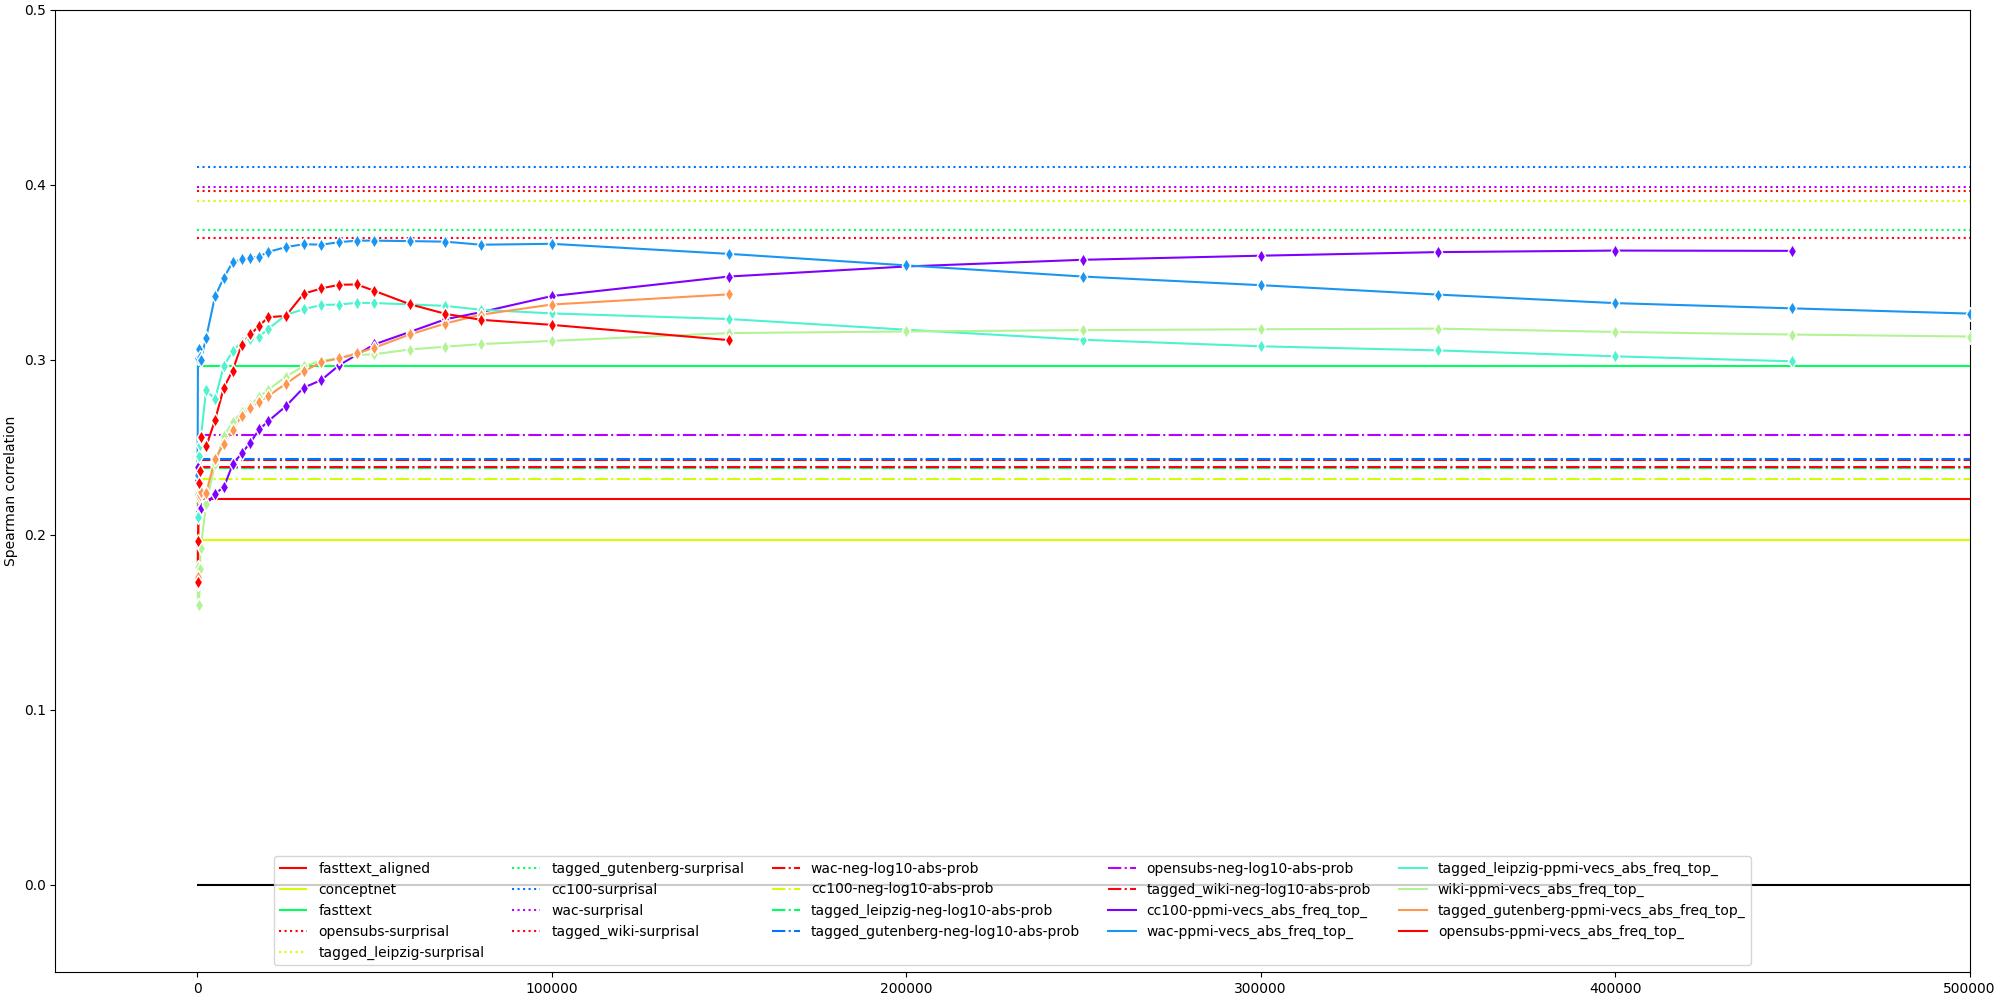 0.5
0.4
0.3
0.2
0.1
0.0
Spearman correlation
fasttext_aligned
conceptnet
fasttext
opensubs-surprisal
tagged_leipzig-surprisal
tagged_gutenberg-surprisal
cc100-surprisal
wac-surprisal
tagged_wiki-surprisal
wac-neg-log10-abs-prob
cc100-neg-log10-abs-prob
tagged_leipzig-neg-log10-abs-prob
tagged_gutenberg-neg-log10-abs-prob
opensubs-neg-log10-abs-prob
tagged_wiki-neg-log10-abs-prob
cc100-ppmi-vecs_abs_freq_top_
wac-ppmi-vecs_abs_freq_top_
tagged_leipzig-ppmi-vecs_abs_freq_top_
wiki-ppmi-vecs_abs_freq_top_
tagged_gutenberg-ppmi-vecs_abs_freq_top_
opensubs-ppmi-vecs_abs_freq_top_
0 100000 200000 300000 400000 500000